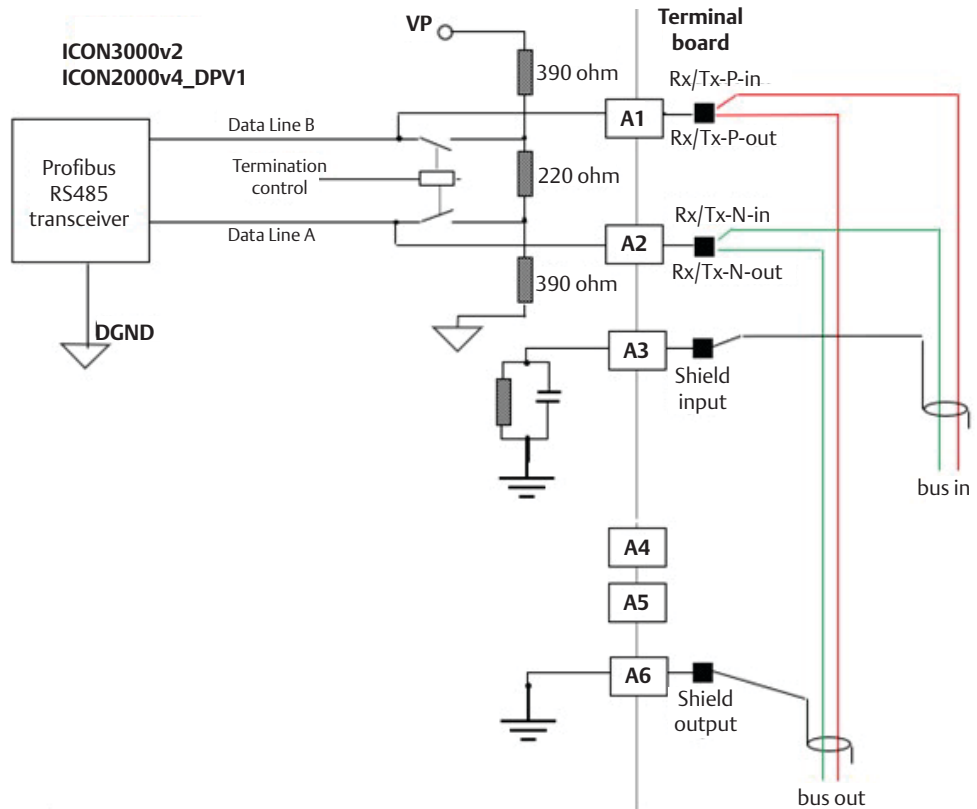 ICON3000v2
ICON2000v4_DPV1
VP
Terminal
board
390 ohm
Rx/Tx-P-in
A1
Rx/Tx-P-out
Data Line B
Profibus
RS485
transceiver
Termination
control
220 ohm
Rx/Tx-N-in
Data Line A
A2
Rx/Tx-N-out
390 ohm
DGND
A3
Shield
input
bus in
A4
A5
A6
Shield
output
bus out